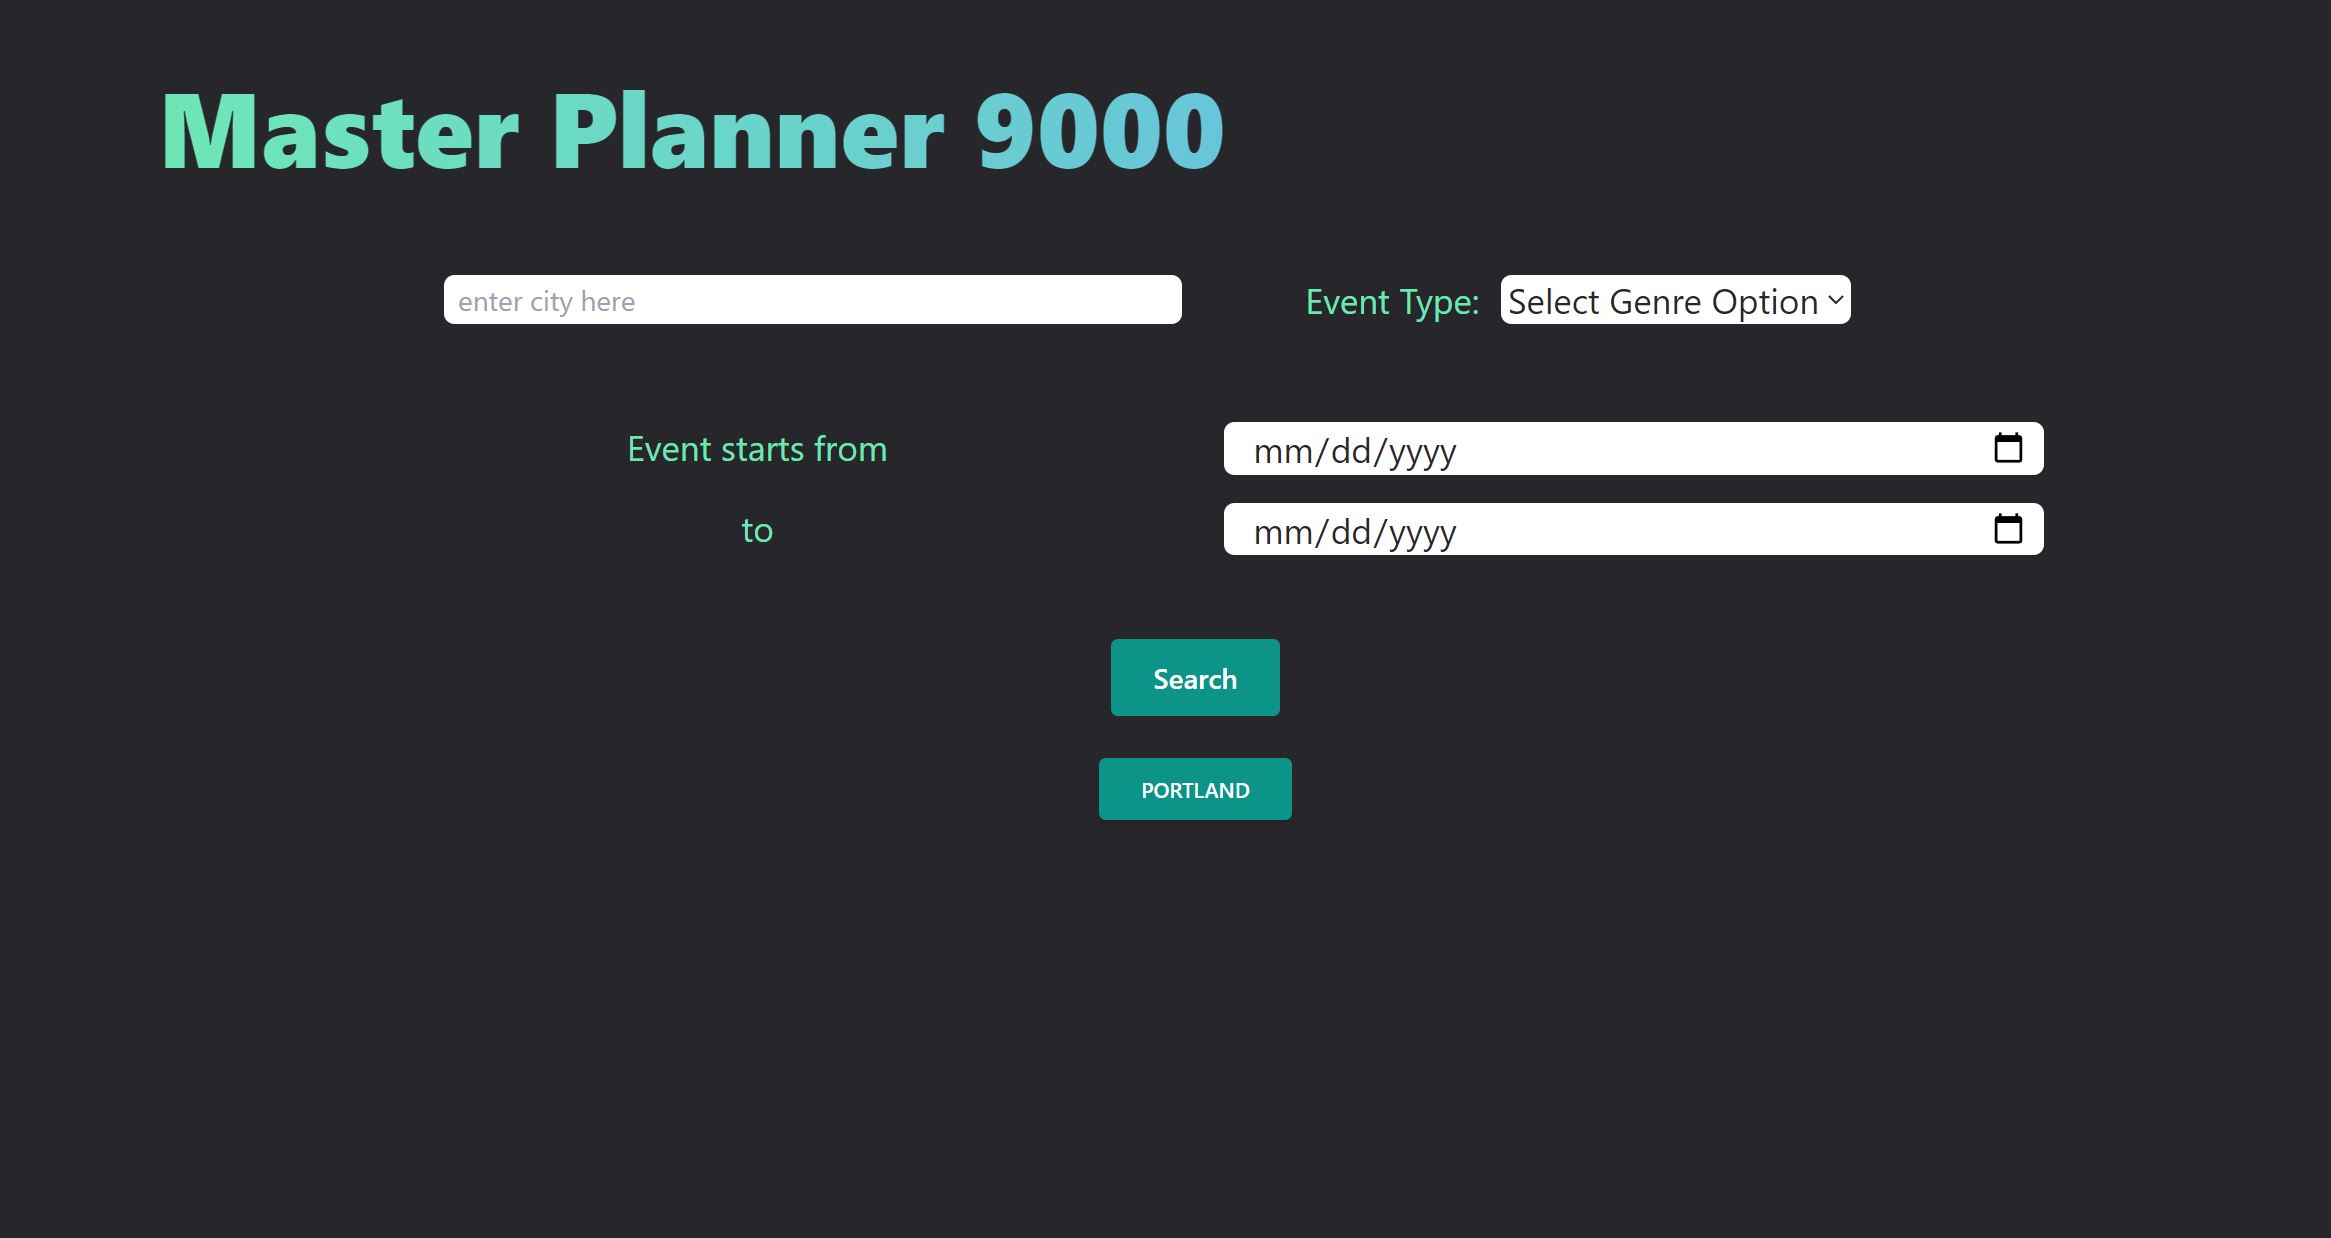 Master Planner 9000
enter city here
Event Type: Select Genre Option
Event starts from mm/dd/yyyy
to mm/dd/yyyy
Search
PORTLAND